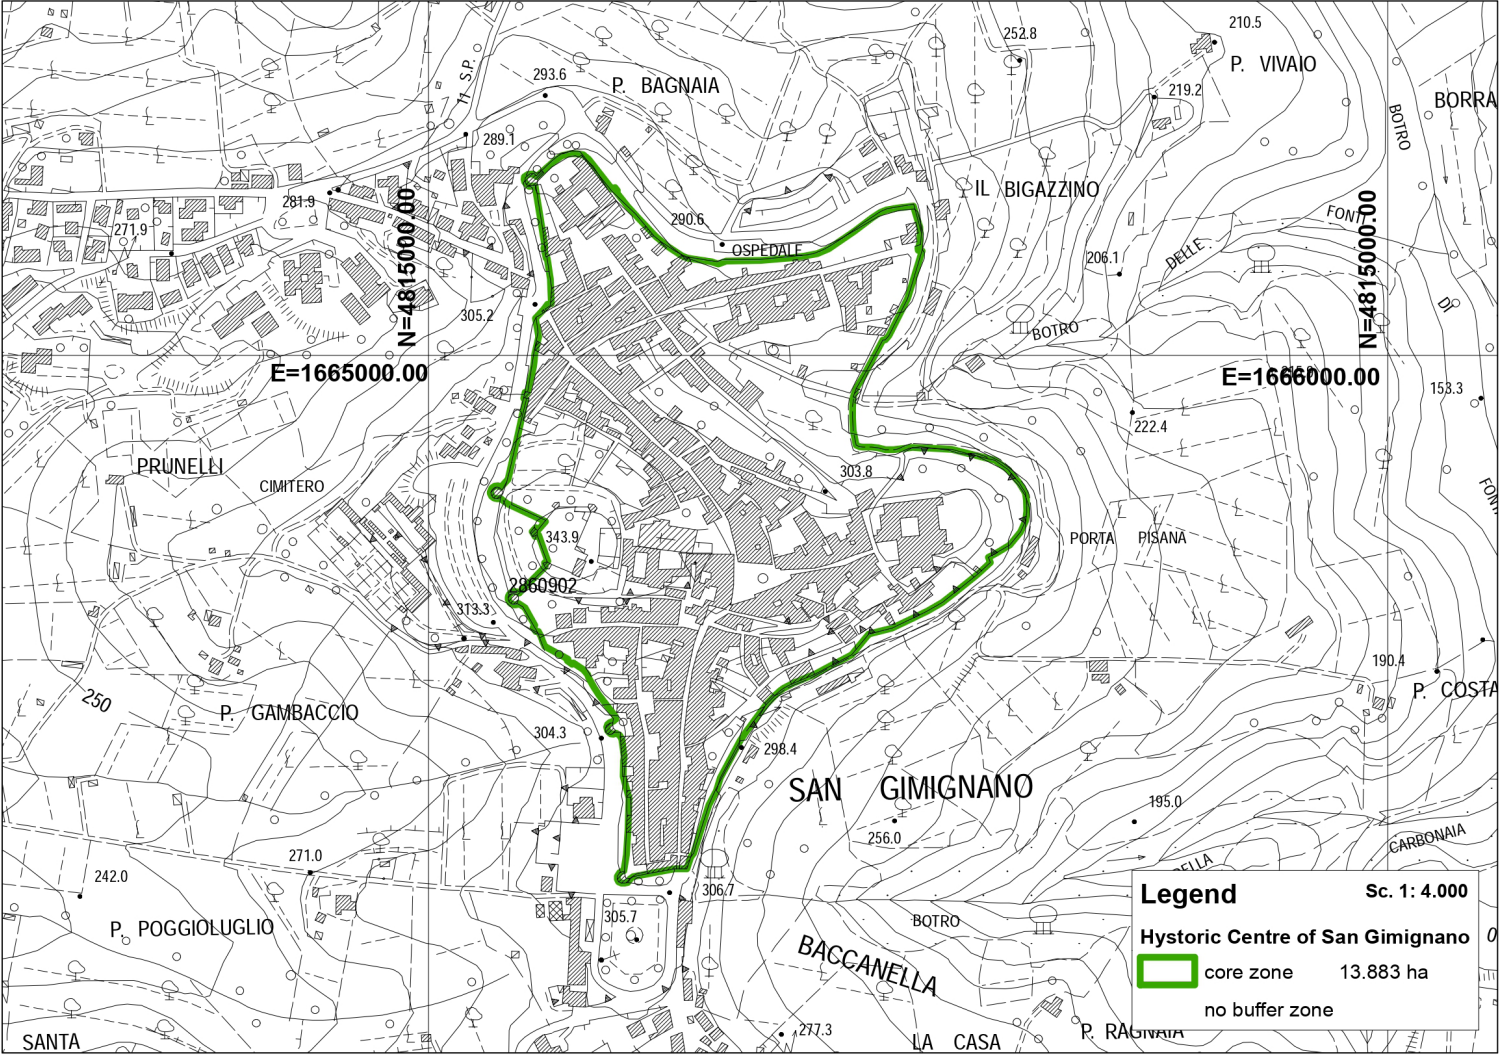 210.5
252.8
P. VIVAIO
11 S.P.
293.6
P. BAGNAIA
219.2
BORRA
BOTRO
289.1
IL BIGAZZINO
281.9
N=4815000.00
290.6
FONTI
N=4815000.00
271.9
OSPEDALE
DELLE
206.1
DI
305.2
BOTRO
E=1665000.00
E=1666000.00
153.3
222.4
PRUNELLI
303.8
CIMITERO
FONTI
343.9
PORTA PISANA
2860902
313.3
190.4
P. COSTA
250
P. GAMBACCIO
304.3
298.4
SAN GIMIGNANO
195.0
256.0
CARBONAIA
271.0
DELLA
242.0
306.7
305.7
BOTRO
P. POGGIOLUGLIO
BACCANELLA
277.3
LA CASA
P. RAGNAIA
SANTA
Legend Sc. 1: 4.000
Hystoric Centre of San Gimignano
core zone 13.883 ha
no buffer zone